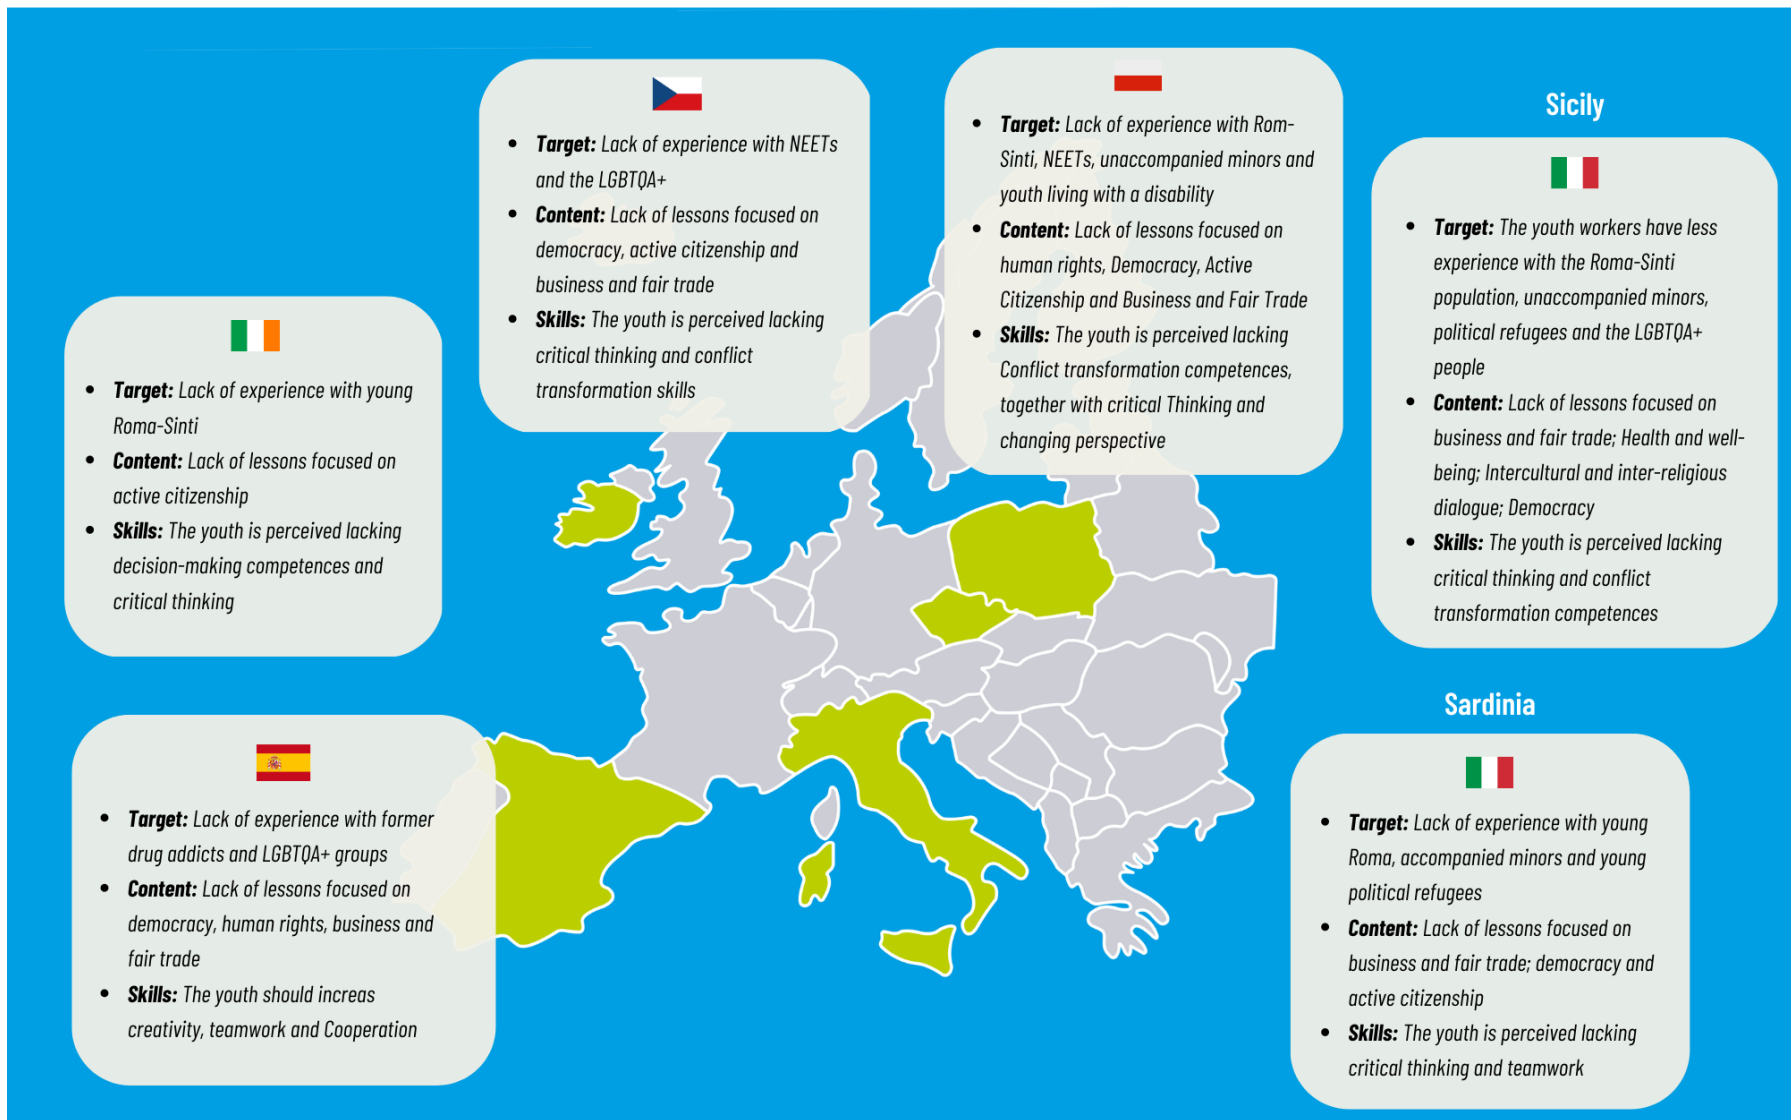 • Target: Lack of experience with NEETs
and the LGBTQA+
• Content: Lack of lessons focused on
democracy, active citizenship and
business and fair trade
• Skills: The youth is perceived lacking
critical thinking and conflict
transformation skills
• Target: Lack of experience with Rom-
Sinti, NEETs, unaccompanied minors and
youth living with a disability
• Content: Lack of lessons focused on
human rights, Democracy, Active
Citizenship and Business and Fair Trade
• Skills: The youth is perceived lacking
Conflict transformation competences,
together with critical Thinking and
changing perspective
Sicily
• Target: The youth workers have less
experience with the Roma-Sinti
population, unaccompanied minors,
political refugees and the LGBTQA+
people
• Content: Lack of lessons focused on
business and fair trade; Health and well-
being; Intercultural and inter-religious
dialogue; Democracy
• Skills: The youth is perceived lacking
critical thinking and conflict
transformation competences
• Target: Lack of experience with young
Roma-Sinti
• Content: Lack of lessons focused on
active citizenship
• Skills: The youth is perceived lacking
decision-making competences and
critical thinking
• Target: Lack of experience with former
drug addicts and LGBTQA+ groups
• Content: Lack of lessons focused on
democracy, human rights, business and
fair trade
• Skills: The youth should increas
creativity, teamwork and Cooperation
Sardinia
• Target: Lack of experience with young
Roma, accompanied minors and young
political refugees
• Content: Lack of lessons focused on
business and fair trade; democracy and
active citizenship
• Skills: The youth is perceived lacking
critical thinking and teamwork